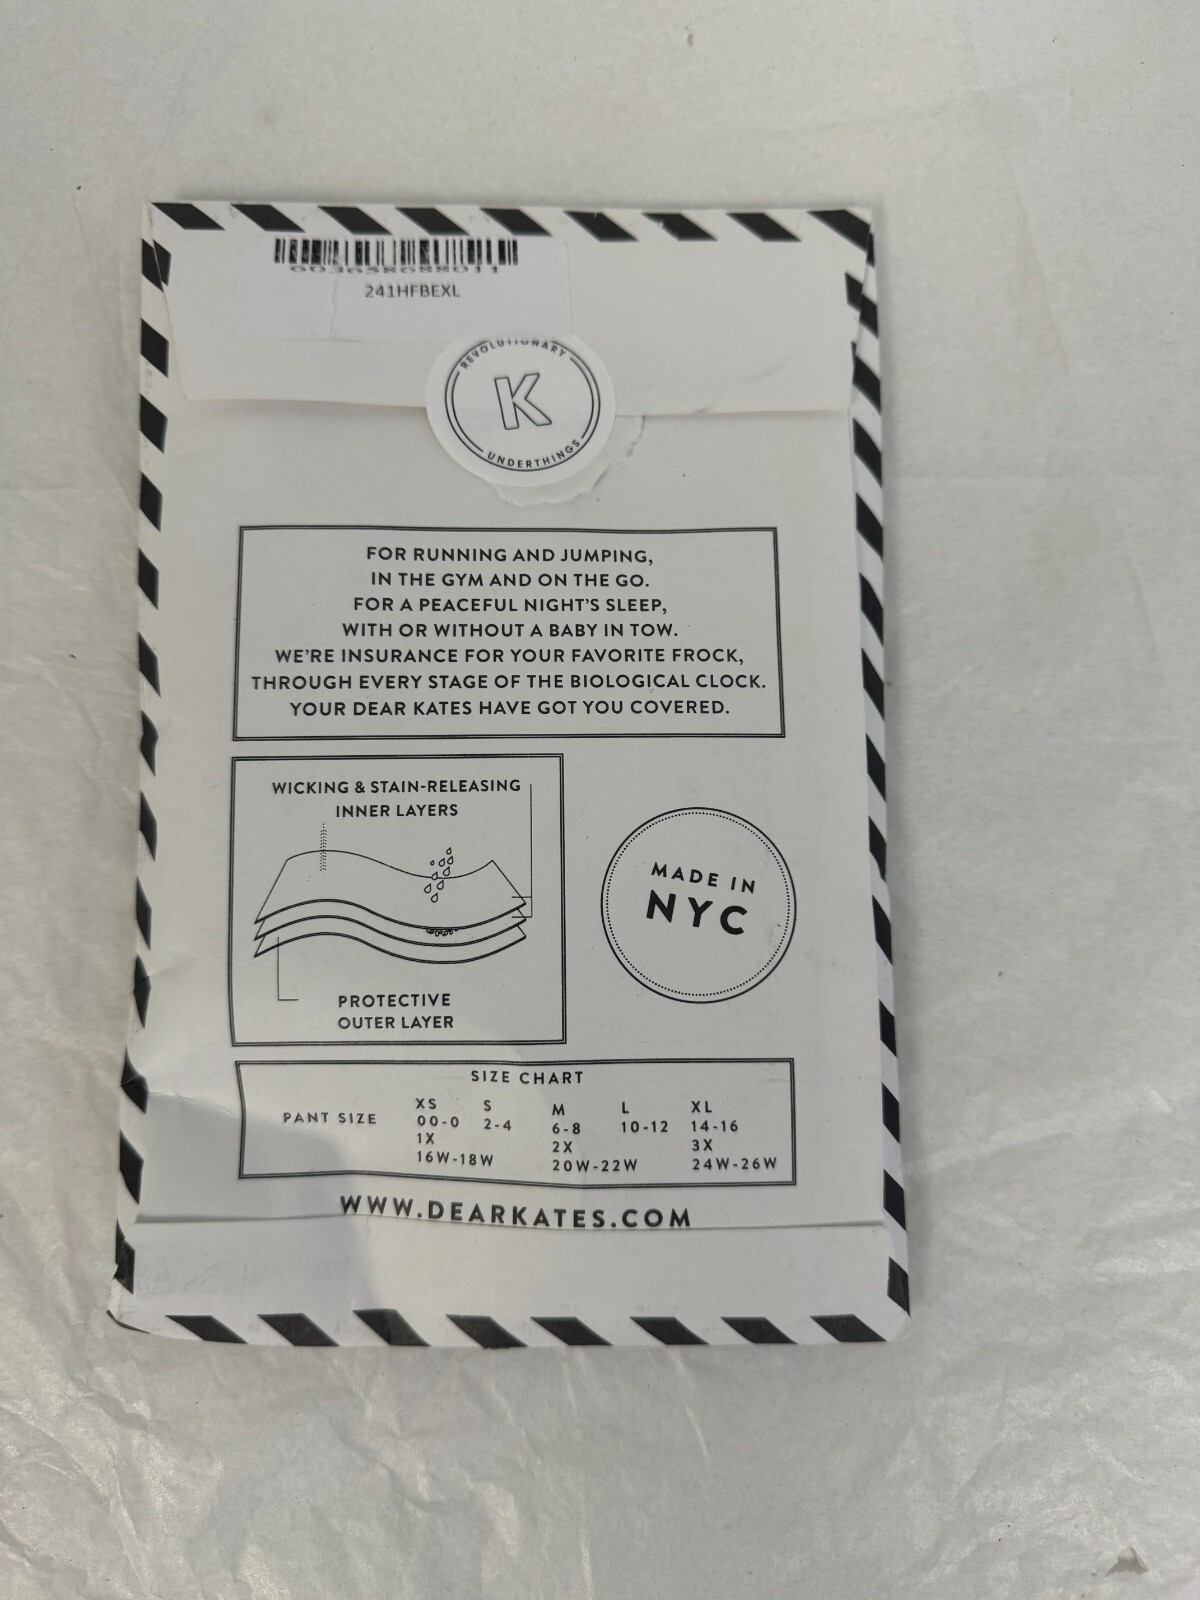 603658688011
241HFBEXL
REVOLUTIONARY
K
UNDERTHINGS
FOR RUNNING AND JUMPING,
IN THE GYM AND ON THE GO.
FOR A PEACEFUL NIGHT'S SLEEP,
WITH OR WITHOUT A BABY IN TOW.
WE'RE INSURANCE FOR YOUR FAVORITE FROCK,
THROUGH EVERY STAGE OF THE BIOLOGICAL CLOCK.
YOUR DEAR KATES HAVE GOT YOU COVERED.
WICKING & STAIN-RELEASING
INNER LAYERS
PROTECTIVE
OUTER LAYER
MADE IN
NYC
SIZE CHART
XS S M L XL
PANT SIZE 00-0 2-4 6-8 10-12 14-16
1X 2X 3X
16W-18W 20W-22W 24W-26W
WWW.DEARKATES.COM